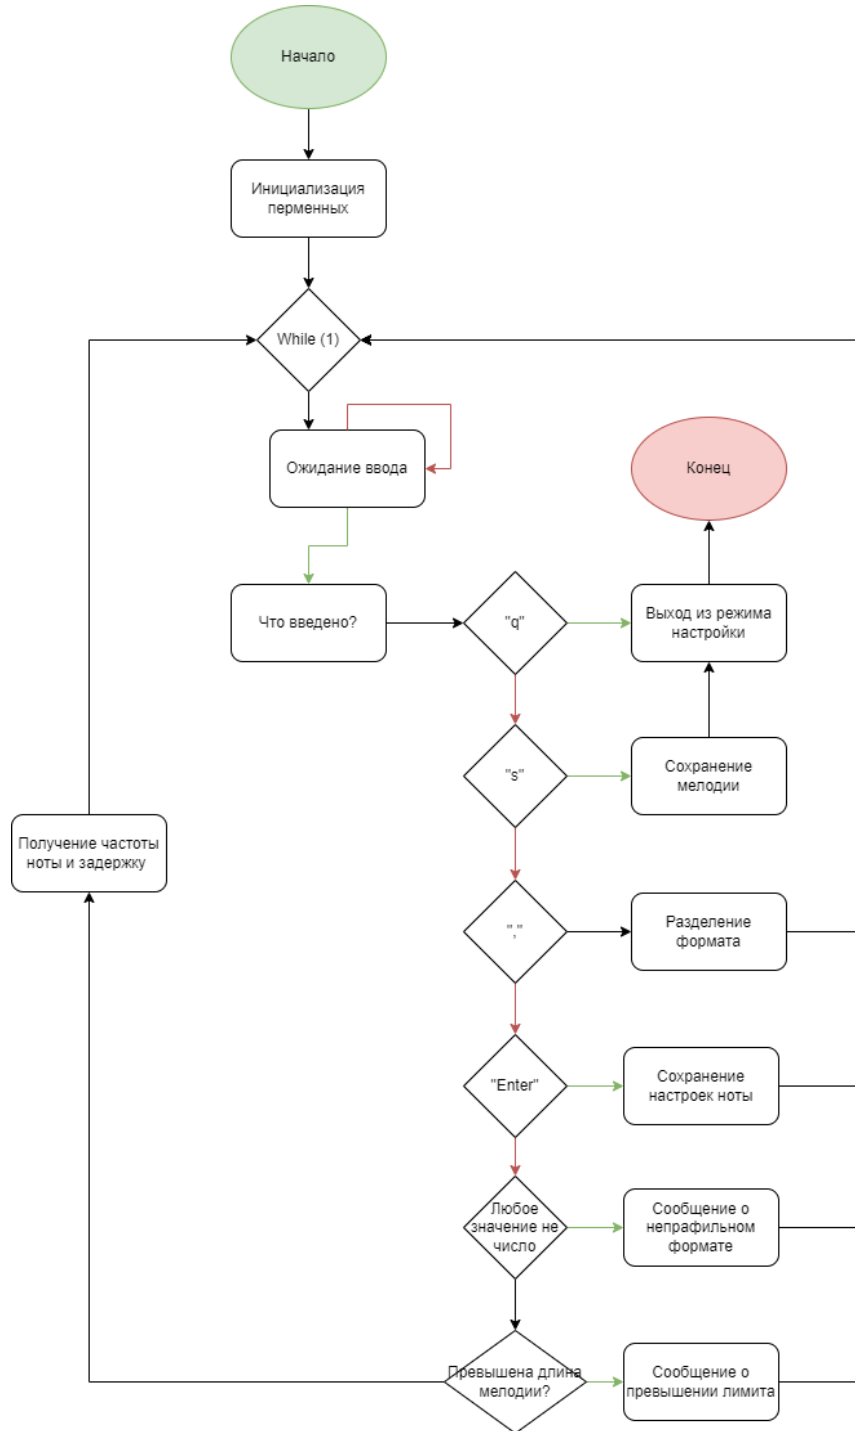 Начало
Инициализация
перменных
While (1)
Ожидание ввода
Конец
Что введено?
"q"
Выход из режима
настройки
"s"
Сохранение
мелодии
Получение частоты
ноты и задержку
","
Разделение
формата
"Enter"
Сохранение
настроек ноты
Любое
значение не
число
Сообщение о
непрафильном
формате
Превышена длина
мелодии?
Сообщение о
превышении лимита